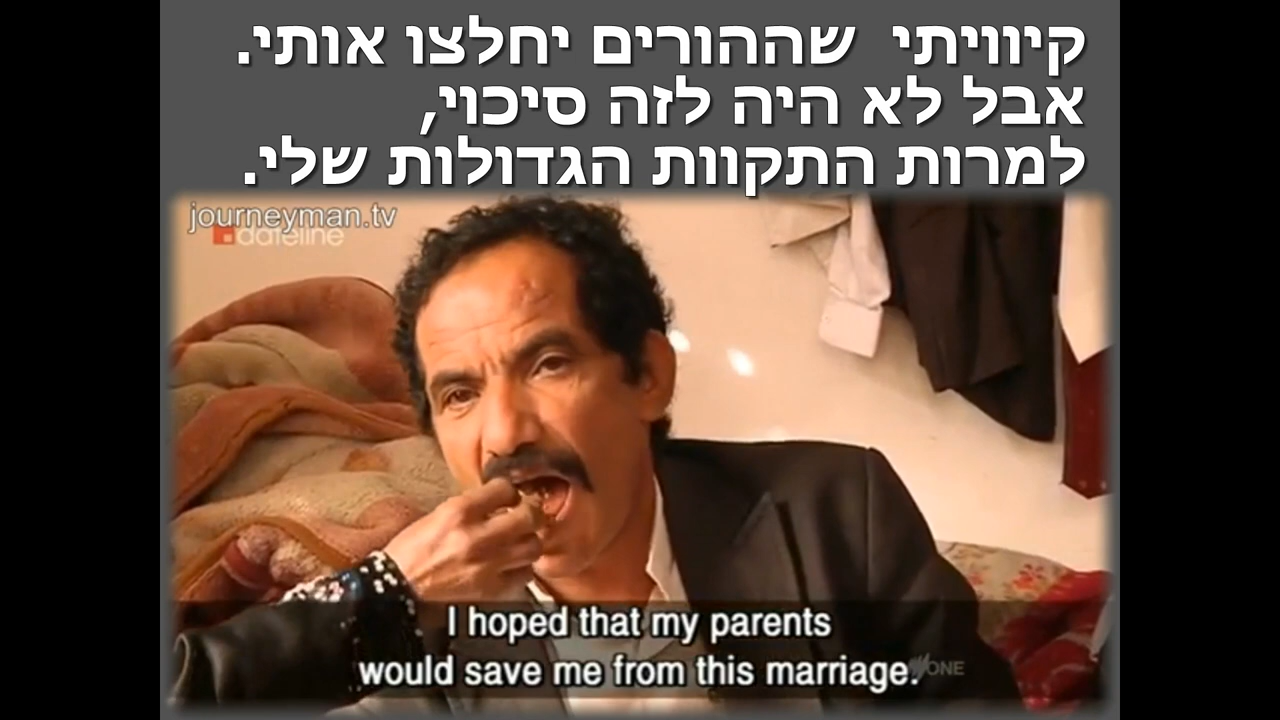 קיוויתי שההורים יחלצו אותי.
אבל לא היה לזה סיכוי,
למרות התקוות הגדולות שלי.
journeyman.tv
dateline
I hoped that my parents
would save me from this marriage.
ONE